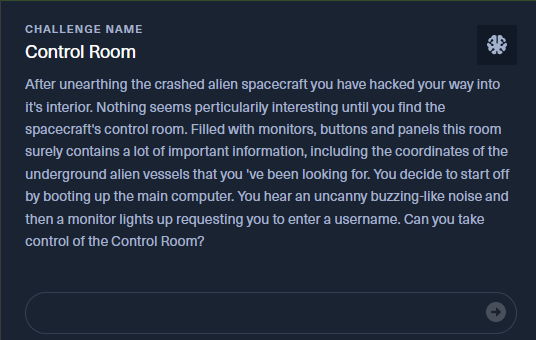 CHALLENGE NAME
Control Room
After unearthing the crashed alien spacecraft you have hacked your way into
it's interior. Nothing seems perticularily interesting until you find the
spacecraft's control room. Filled with monitors, buttons and panels this room
surely contains a lot of important information, including the coordinates of the
underground alien vessels that you 've been looking for. You decide to start off
by booting up the main computer. You hear an uncanny buzzing-like noise and
then a monitor lights up requesting you to enter a username. Can you take
control of the Control Room?